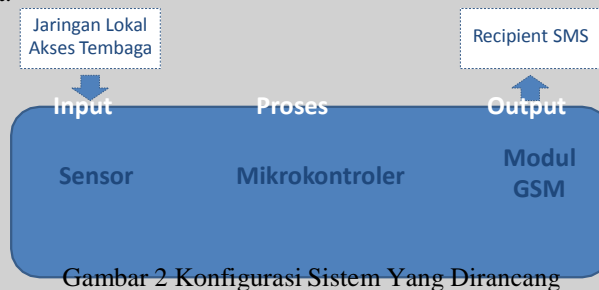 Jaringan Lokal
Akses Tembaga
Recipient SMS
Input Proses Output
Sensor Mikrokontroler Modul GSM
Gambar 2 Konfigurasi Sistem Yang Dirancang